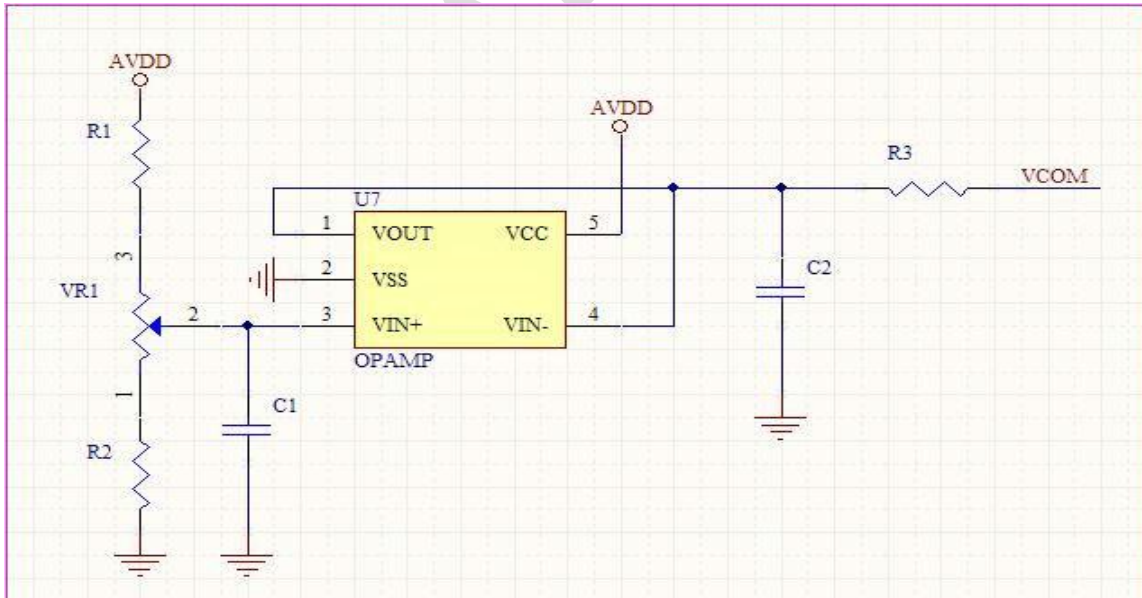 AVDD
R1
3
VR1
2
1
R2
C1
U7
1 VOUT VCC 5
2 VSS
3 VIN+ VIN- 4
OPAMP
AVDD
R3
VCOM
C2